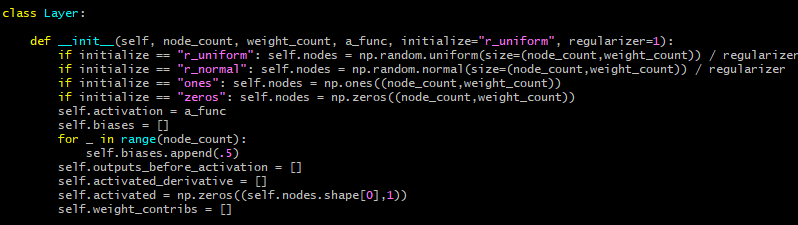 class Layer:
def __init__(self, node_count, weight_count, a_func, initialize="r_uniform", regularizer=1):
if initialize == "r_uniform": self.nodes = np.random.uniform(size=(node_count,weight_count)) / regularizer
if initialize == "r_normal": self.nodes = np.random.normal(size=(node_count,weight_count)) / regularizer
if initialize == "ones": self.nodes = np.ones((node_count,weight_count))
if initialize == "zeros": self.nodes = np.zeros((node_count,weight_count))
self.activation = a_func
self.biases = []
for _ in range(node_count):
self.biases.append(.5)
self.outputs_before_activation = []
self.activated_derivative = []
self.activated = np.zeros((self.nodes.shape[0],1))
self.weight_contribs = []